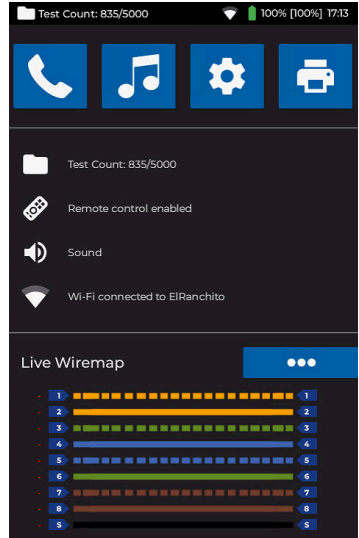 Test Count: 835/5000 100% [100%] 17:13
Test Count: 835/5000
Remote control enabled
Sound
Wi-Fi connected to ElRanchito
Live Wiremap
1 1
2 2
3 3
4 4
5 5
6 6
7 7
8 8
S S